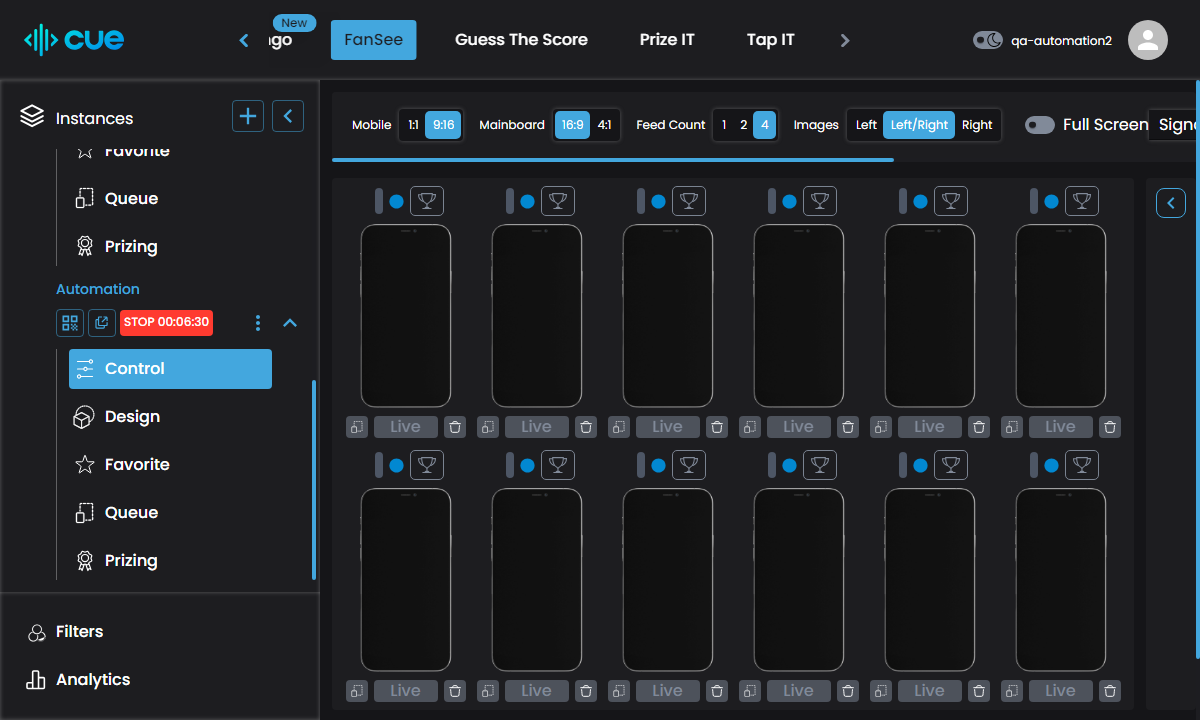 cue
New
FanSee
Guess The Score
Prize IT
Tap IT
qa-automation2
Instances
Favorite
Queue
Prizing
Automation
STOP 00:06:30
Control
Design
Favorite
Queue
Prizing
Filters
Analytics
Mobile 1:1 9:16 Mainboard 16:9 4:1 Feed Count 1 2 4 Images Left Left/Right Right Full Screen
Live Live Live Live Live Live
Live Live Live Live Live Live